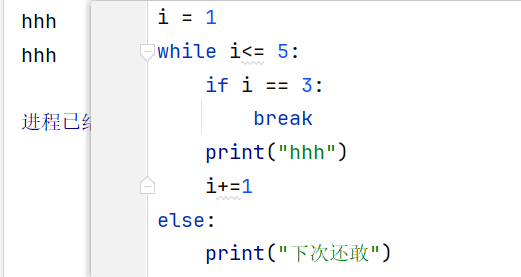 hhh
hhh
进程已
i = 1
while i<= 5:
    if i == 3:
        break
    print("hhh")
    i+=1
else:
    print("下次还敢")